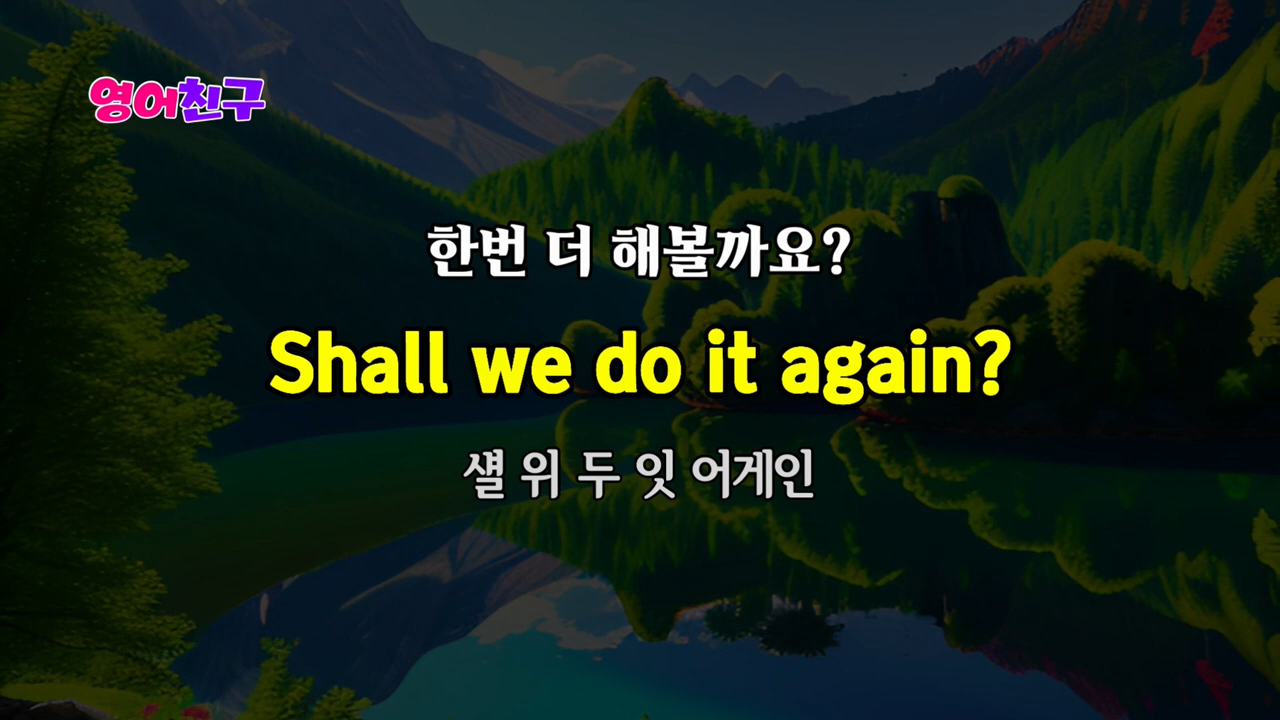 영어친구
한번 더 해볼까요?
Shall we do it again?
섈 위 두 잇 어게인